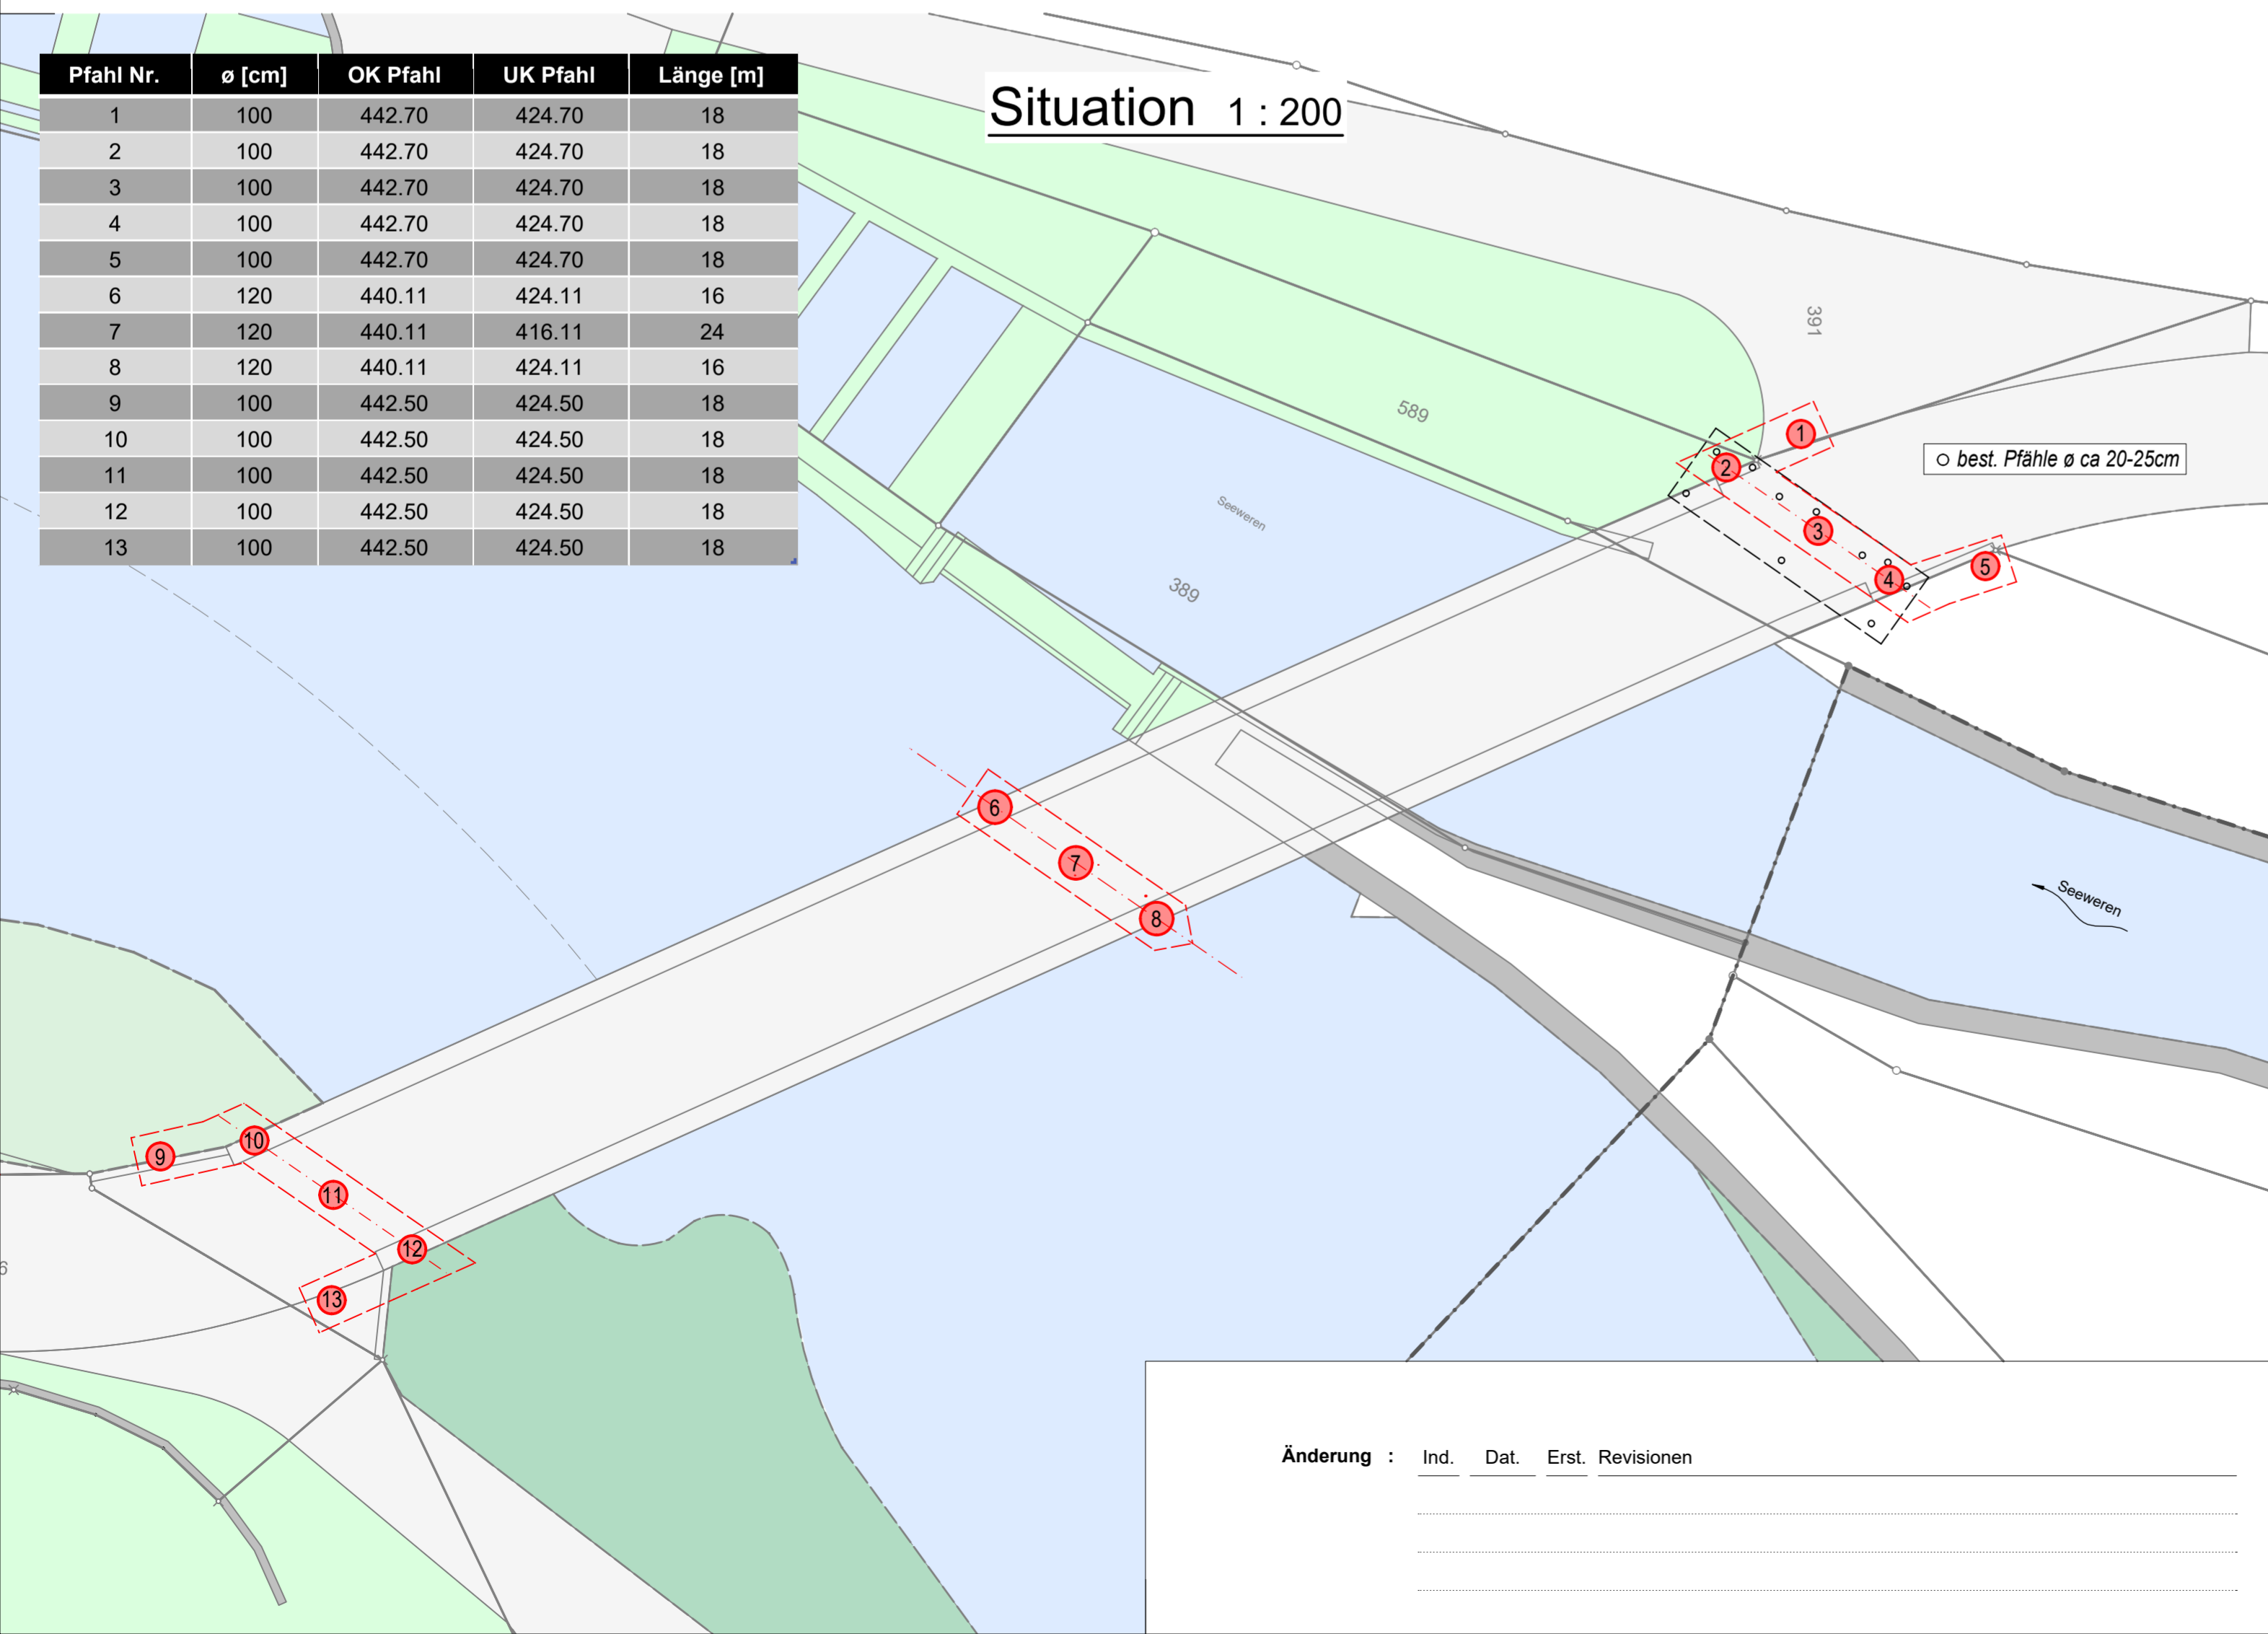 Pfahl Nr. ø [cm] OK Pfahl UK Pfahl Länge [m]
1 100 442.70 424.70 18
2 100 442.70 424.70 18
3 100 442.70 424.70 18
4 100 442.70 424.70 18
5 100 442.70 424.70 18
6 120 440.11 424.11 16
7 120 440.11 416.11 24
8 120 440.11 424.11 16
9 100 442.50 424.50 18
10 100 442.50 424.50 18
11 100 442.50 424.50 18
12 100 442.50 424.50 18
13 100 442.50 424.50 18
Situation 1 : 200
391
589
1
2
best. Pfähle ø ca 20-25cm
Seeweren
3
4
5
389
6
7
8
Seeweren
9
10
11
12
13
6
Änderung : Ind. Dat. Erst. Revisionen